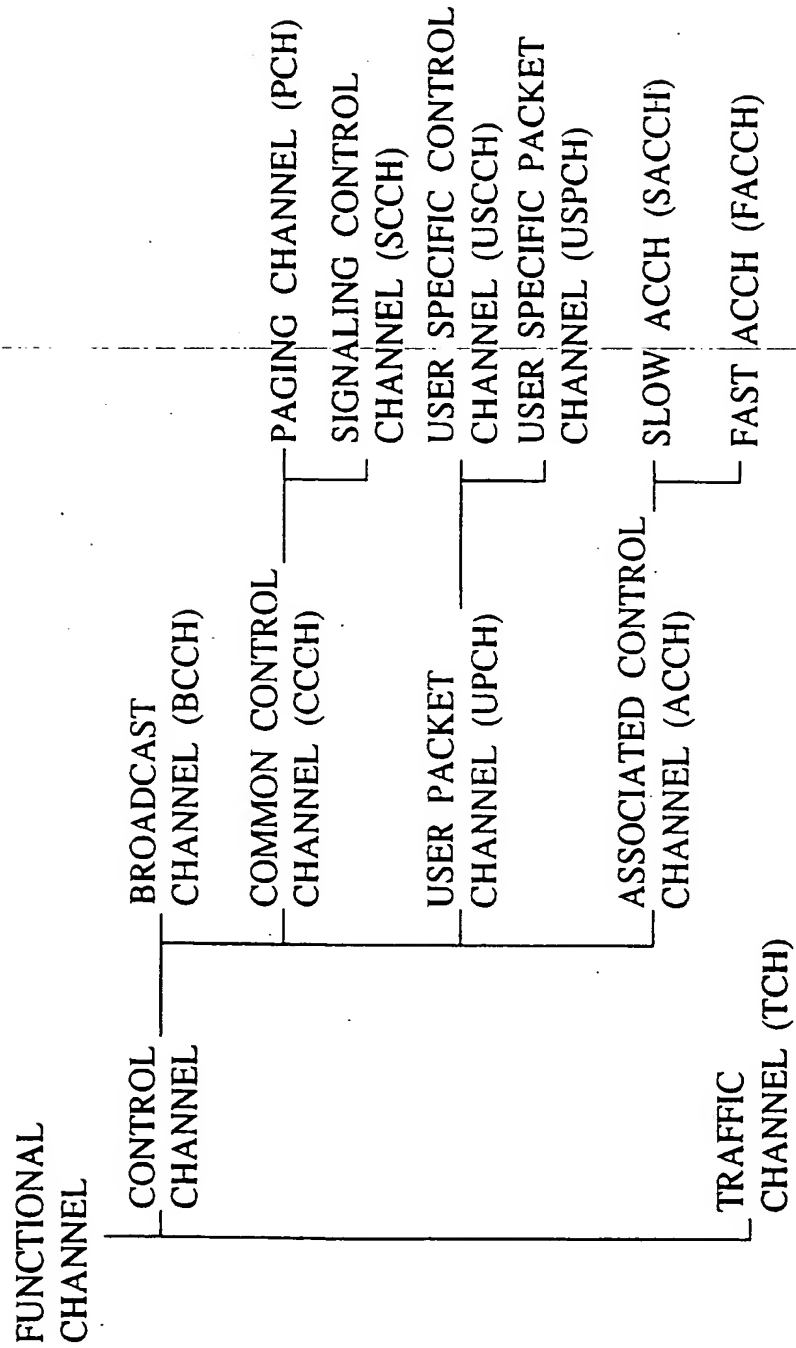 FUNCTIONAL
CHANNEL
CONTROL
CHANNEL
BROADCAST
CHANNEL (BCCH)
COMMON CONTROL
CHANNEL (CCCH)
PAGING CHANNEL (PCH)
SIGNALING CONTROL
CHANNEL (SCCH)
USER PACKET
CHANNEL (UPCH)
USER SPECIFIC CONTROL
CHANNEL (USCCH)
USER SPECIFIC PACKET
CHANNEL (USPCH)
ASSOCIATED CONTROL
CHANNEL (ACCH)
SLOW ACCH (SACCH)
FAST ACCH (FACCH)
TRAFFIC
CHANNEL (TCH)